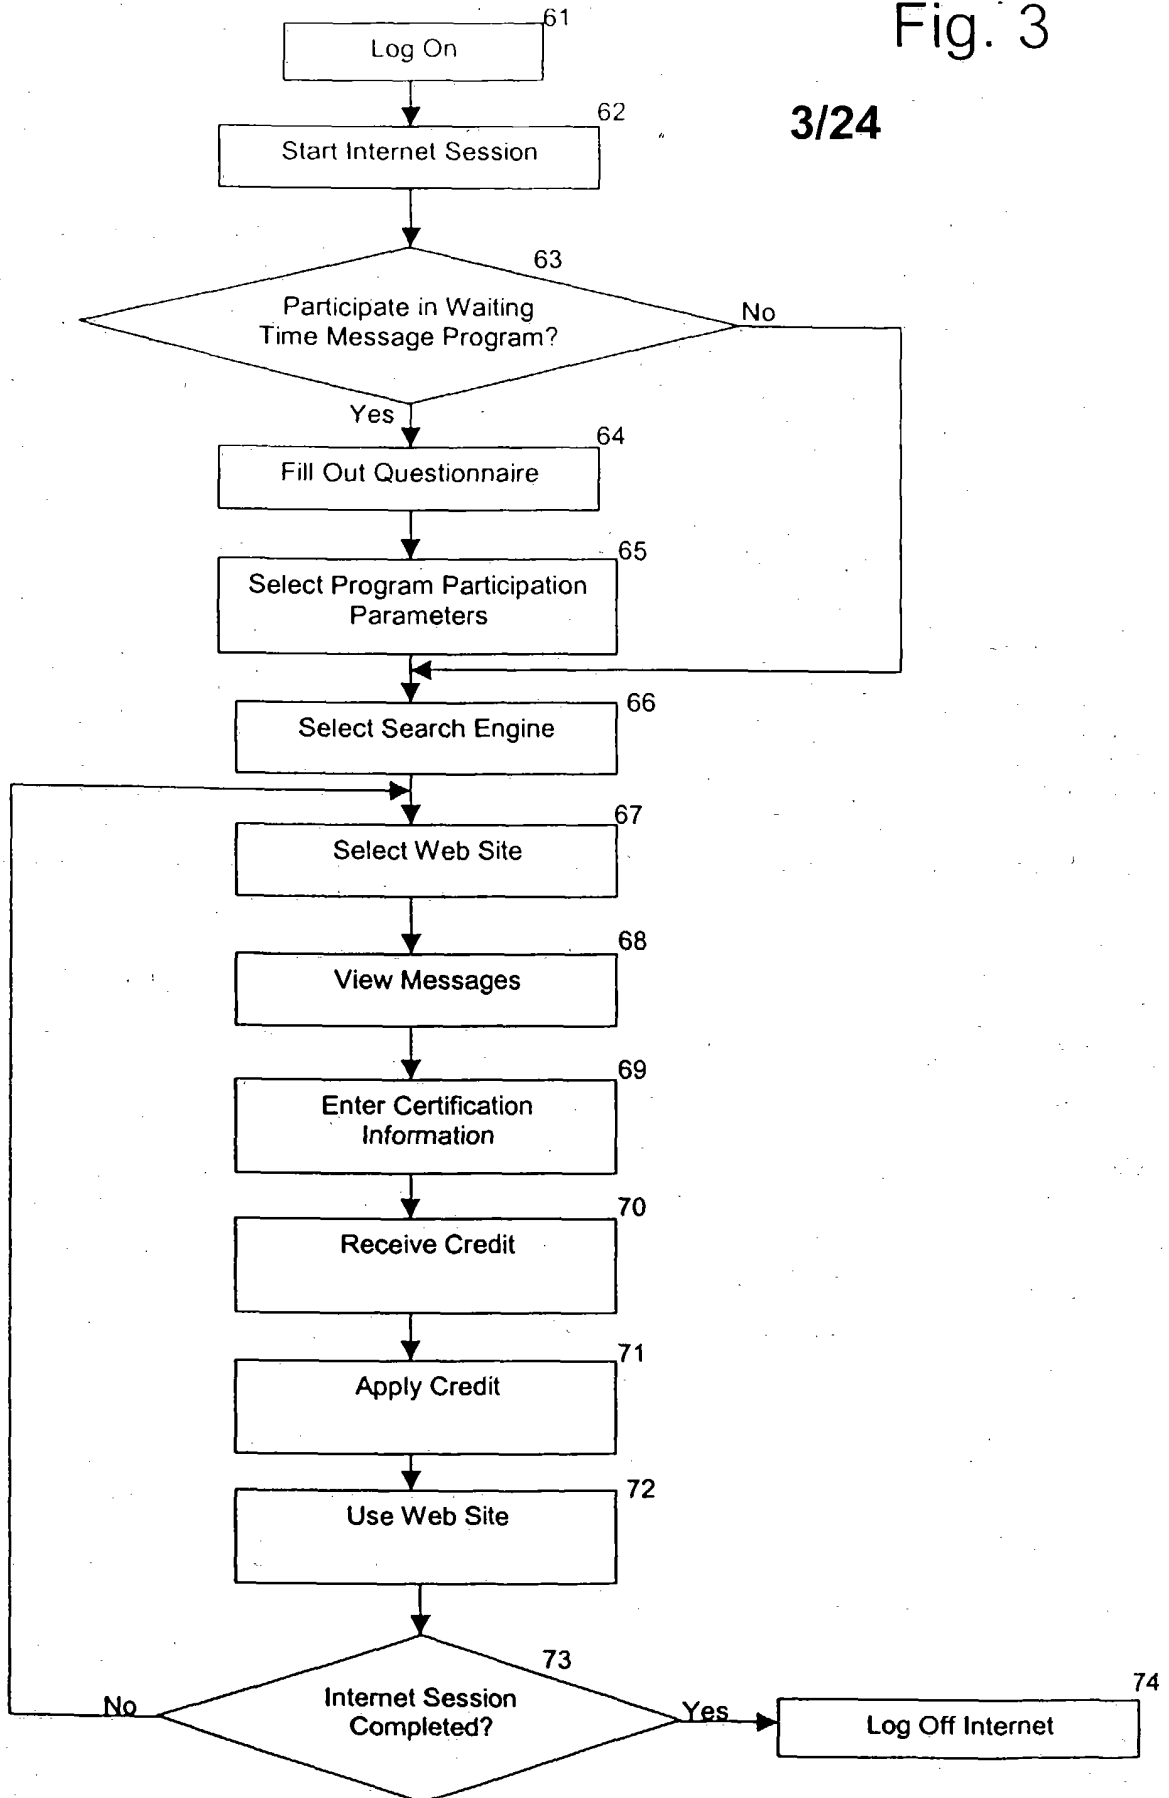 Fig. 3
3/24
61
Log On
62
Start Internet Session
63
Participate in Waiting
Time Message Program?
No
Yes
64
Fill Out Questionnaire
65
Select Program Participation
Parameters
66
Select Search Engine
67
Select Web Site
68
View Messages
69
Enter Certification
Information
70
Receive Credit
71
Apply Credit
72
Use Web Site
73
Internet Session
Completed?
No
Yes
74
Log Off Internet